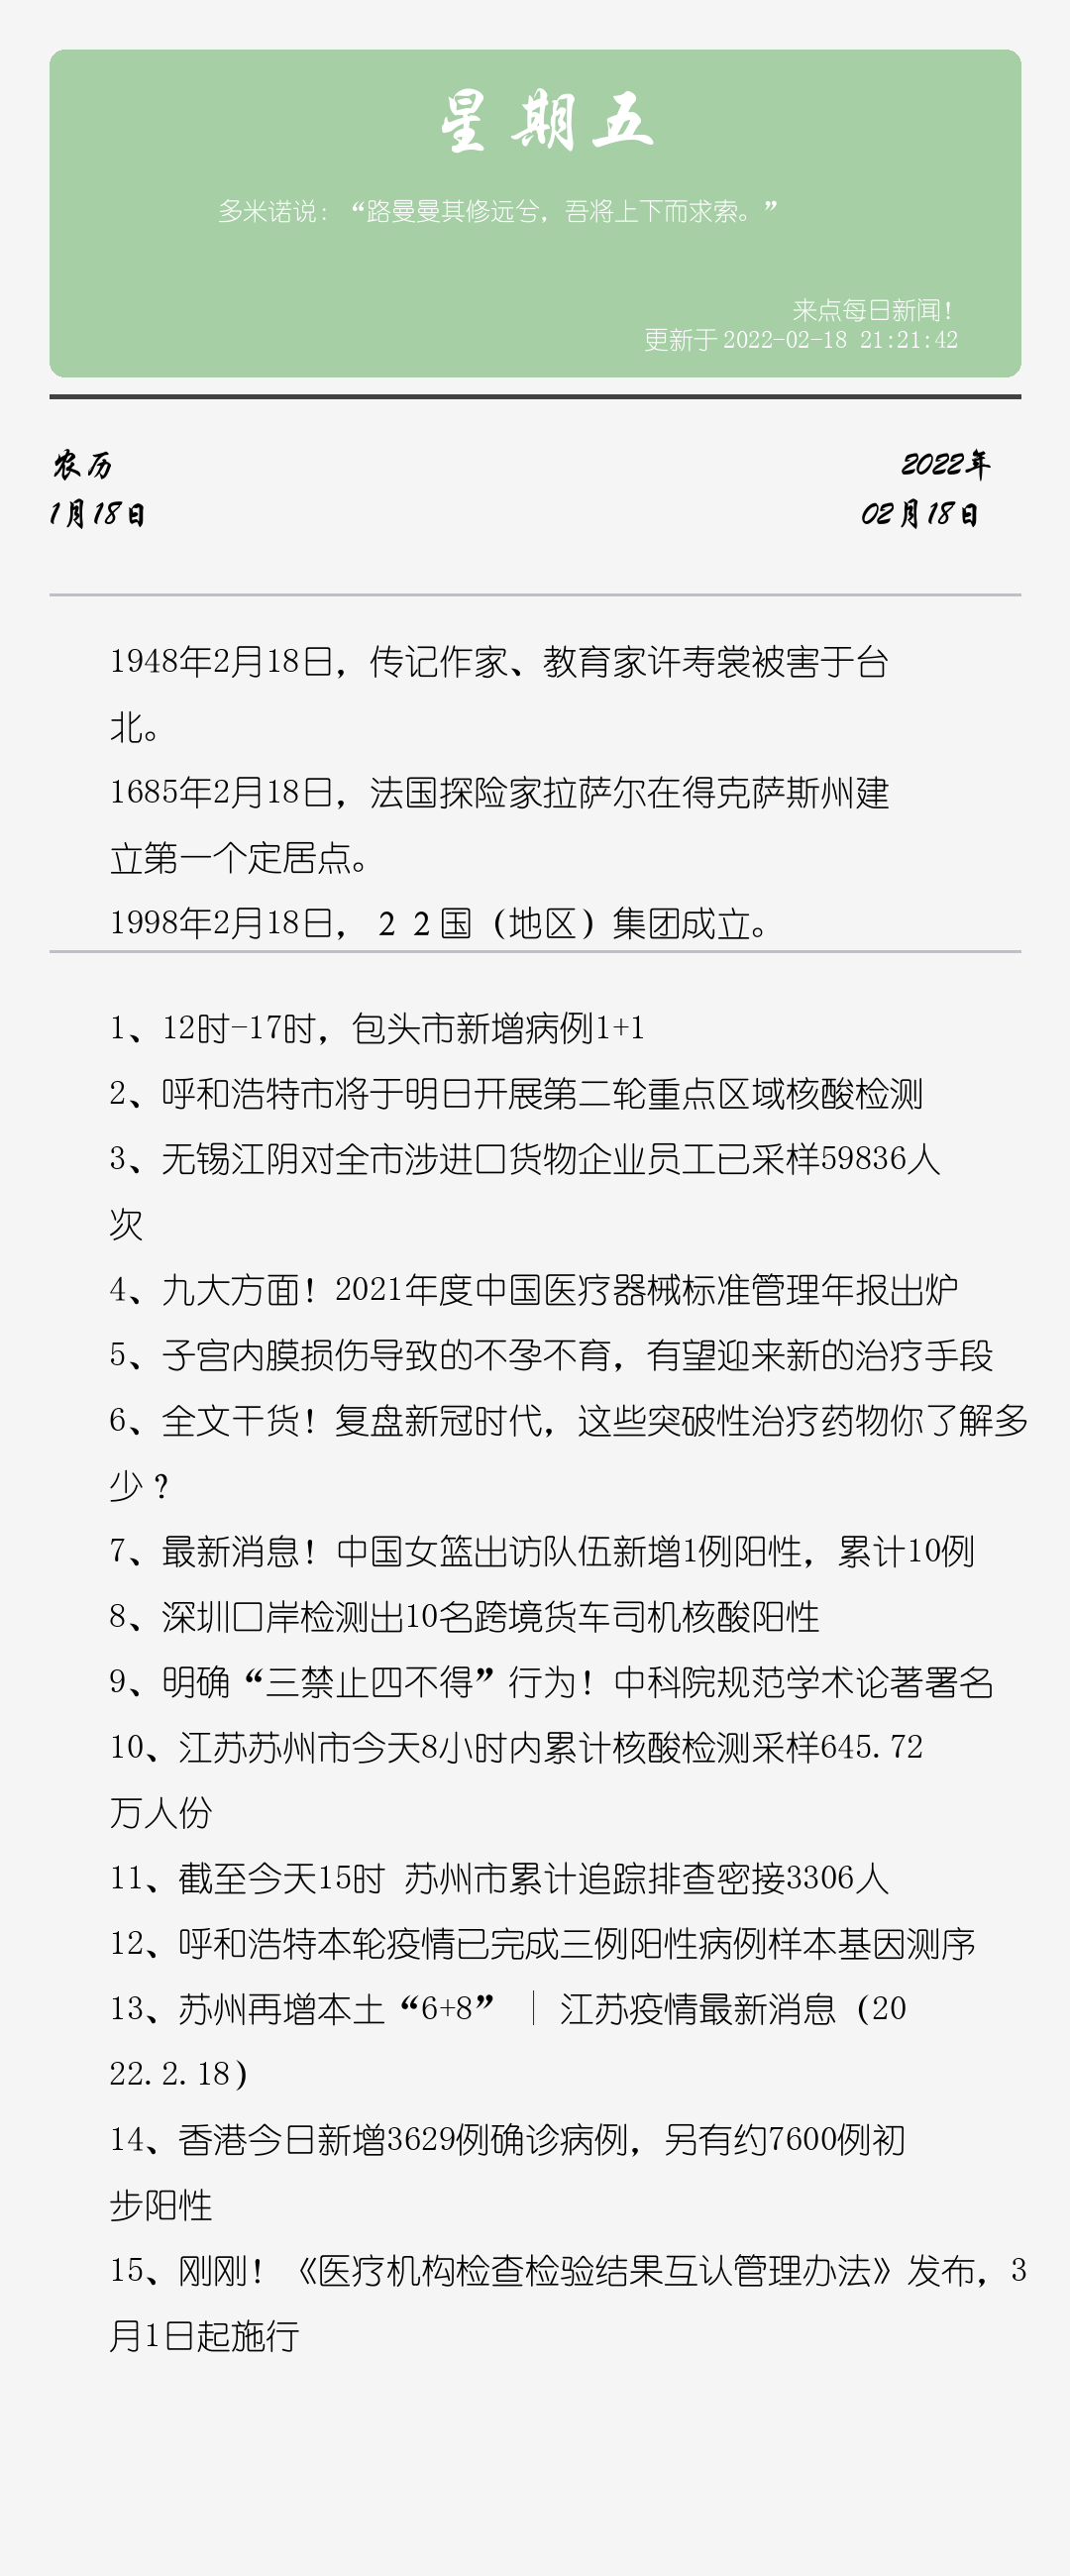 星期五
多米诺说：“路曼曼其修远兮，吾将上下而求索。”
来点每日新闻！
更新于 2022-02-18 21:21:42
农历
2022年
1月18日
02月18日
1948年2月18日，传记作家、教育家许寿裳被害于台
北。
1685年2月18日，法国探险家拉萨尔在得克萨斯州建
立第一个定居点。
1998年2月18日，２２国（地区）集团成立。
1、12时-17时，包头市新增病例1+1
2、呼和浩特市将于明日开展第二轮重点区域核酸检测
3、无锡江阴对全市涉进口货物企业员工已采样59836人
次
4、九大方面！2021年度中国医疗器械标准管理年报出炉
5、子宫内膜损伤导致的不孕不育，有望迎来新的治疗手段
6、全文干货！复盘新冠时代，这些突破性治疗药物你了解多
少？
7、最新消息！中国女篮出访队伍新增1例阳性，累计10例
8、深圳口岸检测出10名跨境货车司机核酸阳性
9、明确“三禁止四不得”行为！中科院规范学术论著署名
10、江苏苏州市今天8小时内累计核酸检测采样645.72
万人份
11、截至今天15时 苏州市累计追踪排查密接3306人
12、呼和浩特本轮疫情已完成三例阳性病例样本基因测序
13、苏州再增本土“6+8” | 江苏疫情最新消息（20
22.2.18）
14、香港今日新增3629例确诊病例，另有约7600例初
步阳性
15、刚刚！《医疗机构检查检验结果互认管理办法》发布，3
月1日起施行